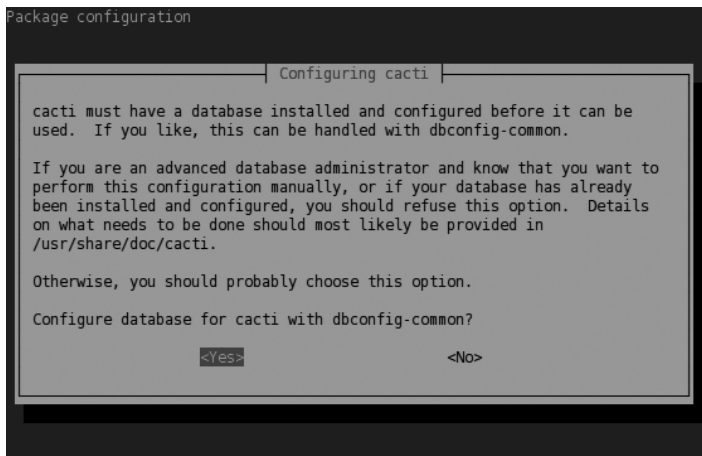 Package configuration
Configuring cacti
cacti must have a database installed and configured before it can be
used.  If you like, this can be handled with dbconfig-common.
If you are an advanced database administrator and know that you want to
perform this configuration manually, or if your database has already
been installed and configured, you should refuse this option.  Details
on what needs to be done should most likely be provided in
/usr/share/doc/cacti.
Otherwise, you should probably choose this option.
Configure database for cacti with dbconfig-common?
<Yes> <No>